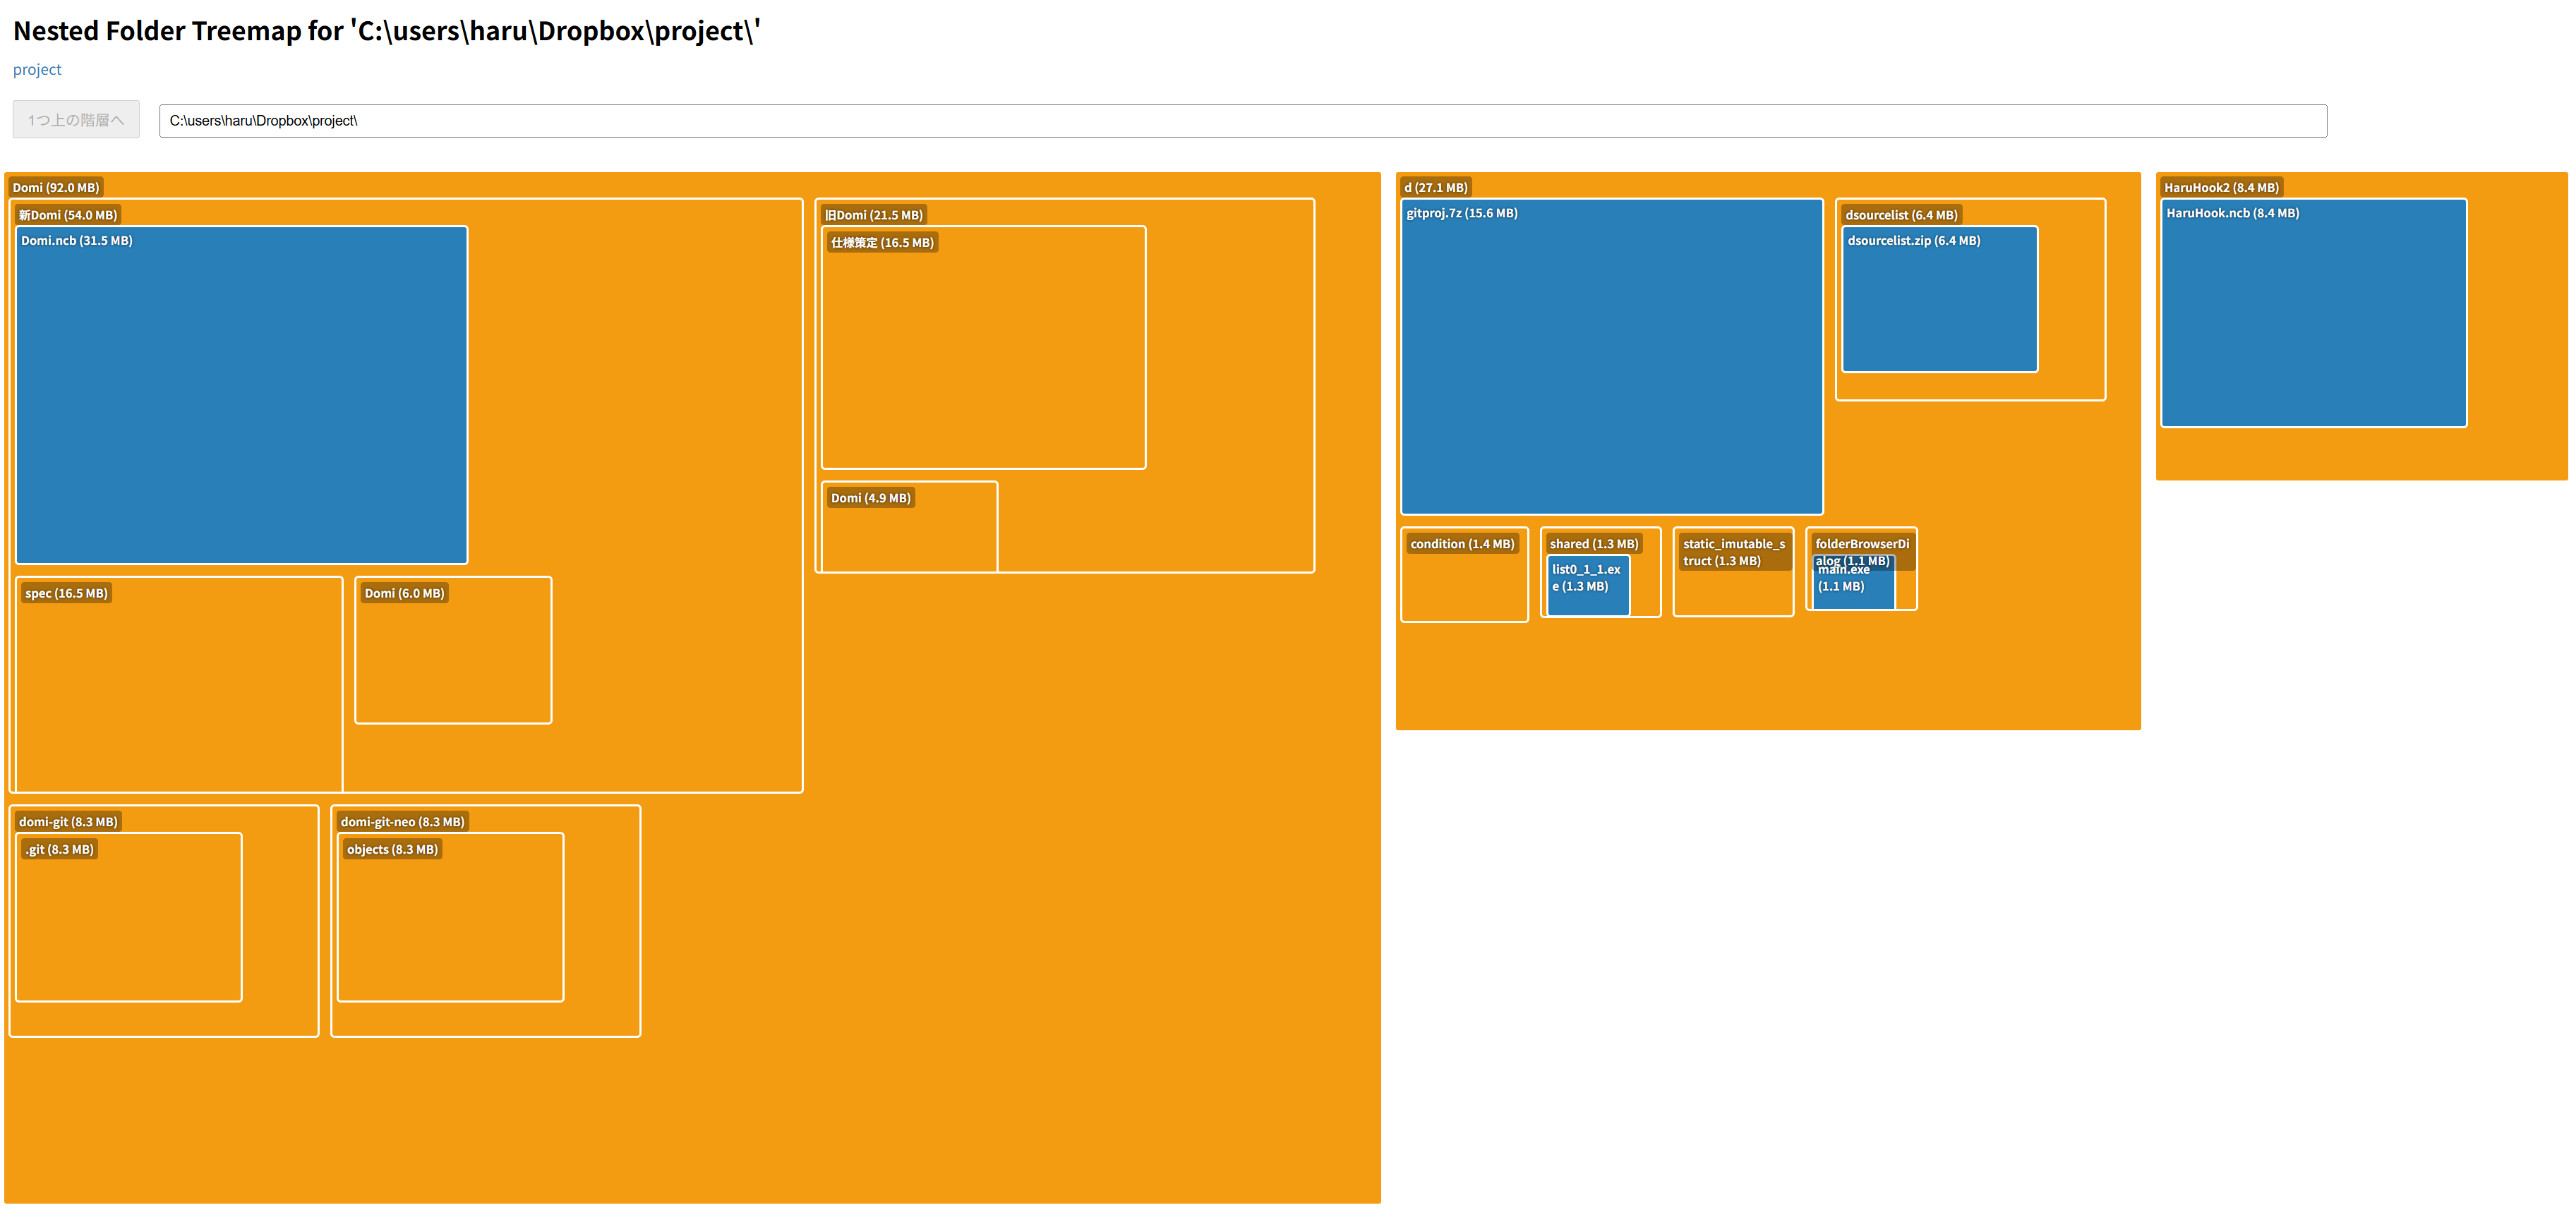 Nested Folder Treemap for 'C:\users\haru\Dropbox\project\'
project
1つ上の階層へ
C:\users\haru\Dropbox\project\
Domi (92.0 MB)
新Domi (54.0 MB)
Domi.ncb (31.5 MB)
spec (16.5 MB)
Domi (6.0 MB)
旧Domi (21.5 MB)
仕様策定 (16.5 MB)
Domi (4.9 MB)
domi-git (8.3 MB)
.git (8.3 MB)
domi-git-neo (8.3 MB)
objects (8.3 MB)
d (27.1 MB)
gitproj.7z (15.6 MB)
dsourcelist (6.4 MB)
dsourcelist.zip (6.4 MB)
condition (1.4 MB)
shared (1.3 MB)
list0_1_1.ex
e (1.3 MB)
static_imutable_s
truct (1.3 MB)
folderBrowserDi
alog (1.1 MB)
main.exe
(1.1 MB)
HaruHook2 (8.4 MB)
HaruHook.ncb (8.4 MB)